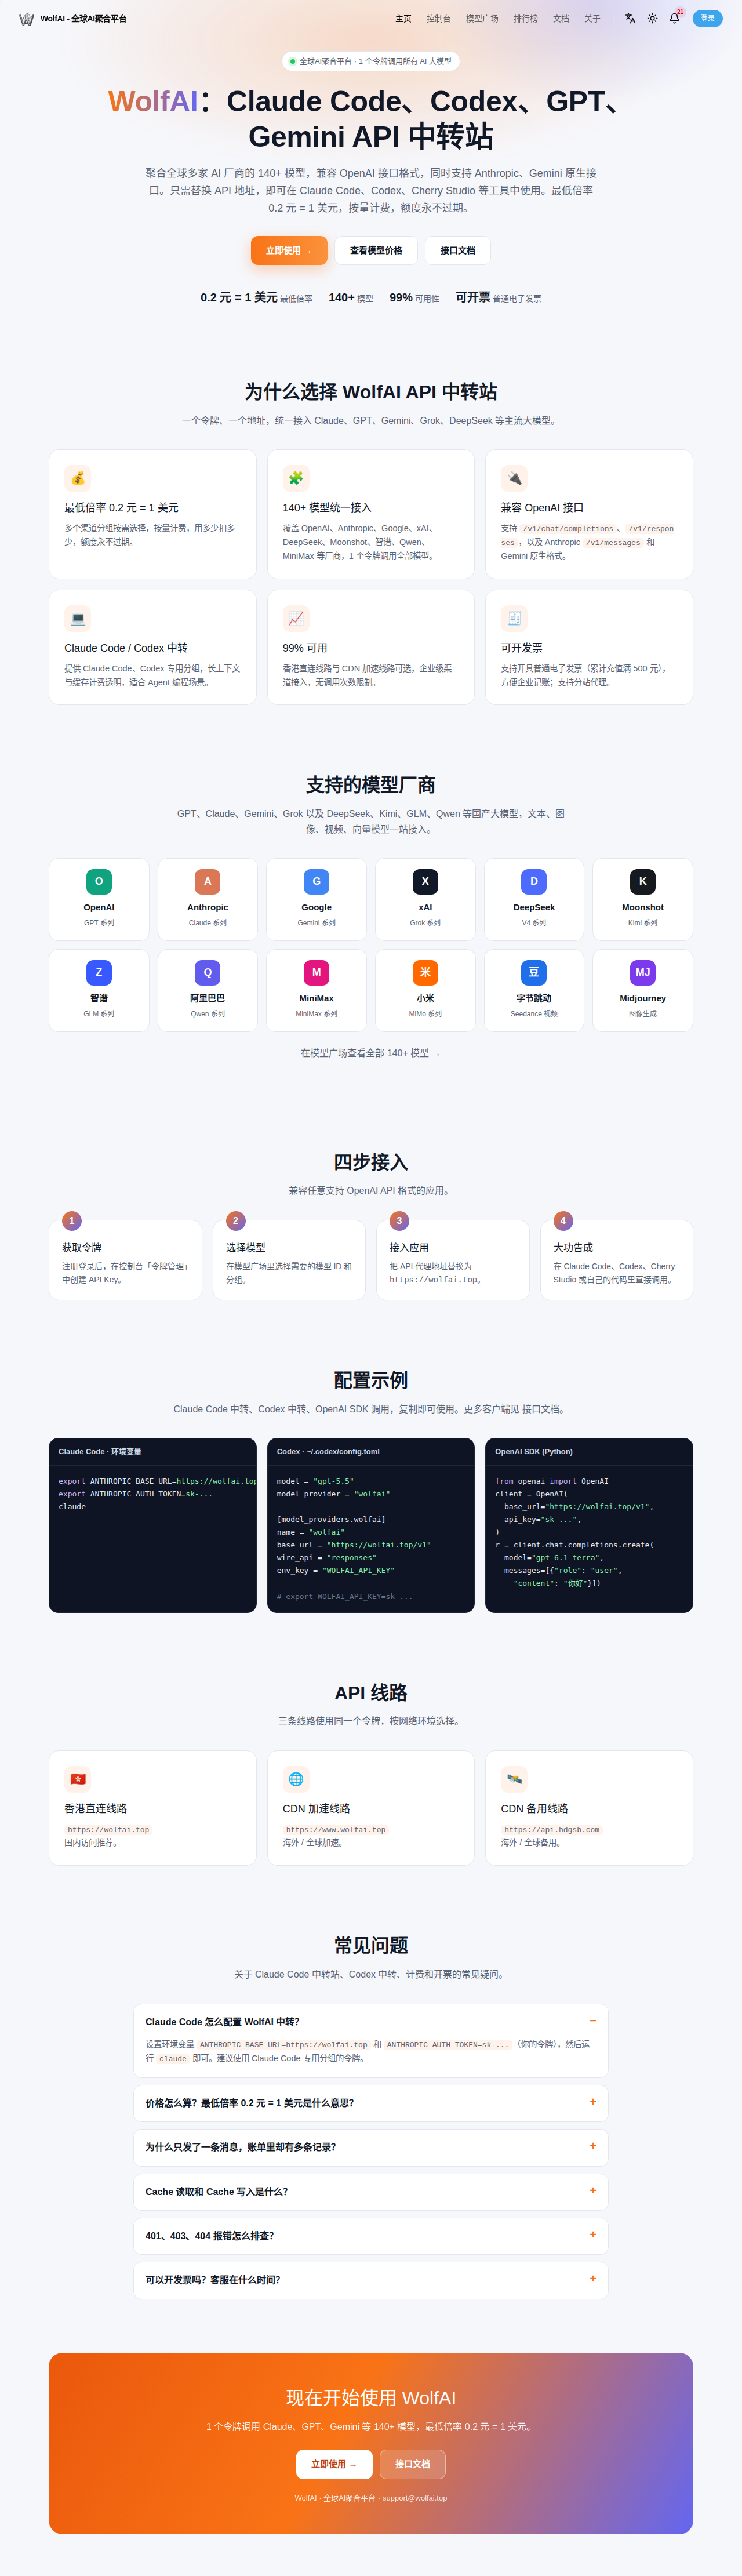 WolfAI - 全球AI聚合平台
主页 控制台 模型广场 排行榜 文档 关于 21 登录
全球AI聚合平台 · 1 个令牌调用所有 AI 大模型
WolfAI：Claude Code、Codex、GPT、
Gemini API 中转站
聚合全球多家 AI 厂商的 140+ 模型，兼容 OpenAI 接口格式，同时支持 Anthropic、Gemini 原生接
口。只需替换 API 地址，即可在 Claude Code、Codex、Cherry Studio 等工具中使用。最低倍率
0.2 元 = 1 美元，按量计费，额度永不过期。
立即使用 → 查看模型价格 接口文档
0.2 元 = 1 美元 最低倍率 140+ 模型 99% 可用性 可开票 普通电子发票
为什么选择 WolfAI API 中转站
一个令牌、一个地址，统一接入 Claude、GPT、Gemini、Grok、DeepSeek 等主流大模型。
最低倍率 0.2 元 = 1 美元
多个渠道分组按需选择，按量计费，用多少扣多
少，额度永不过期。
140+ 模型统一接入
覆盖 OpenAI、Anthropic、Google、xAI、
DeepSeek、Moonshot、智谱、Qwen、
MiniMax 等厂商，1 个令牌调用全部模型。
兼容 OpenAI 接口
支持 /v1/chat/completions 、 /v1/respon
ses ，以及 Anthropic /v1/messages 和
Gemini 原生格式。
Claude Code / Codex 中转
提供 Claude Code、Codex 专用分组，长上下文
与缓存计费透明，适合 Agent 编程场景。
99% 可用
香港直连线路与 CDN 加速线路可选，企业级渠
道接入，无调用次数限制。
可开发票
支持开具普通电子发票（累计充值满 500 元），
方便企业记账；支持分站代理。
支持的模型厂商
GPT、Claude、Gemini、Grok 以及 DeepSeek、Kimi、GLM、Qwen 等国产大模型，文本、图
像、视频、向量模型一站接入。
O A G X D K
OpenAI Anthropic Google xAI DeepSeek Moonshot
GPT 系列 Claude 系列 Gemini 系列 Grok 系列 V4 系列 Kimi 系列
Z Q M 米 豆 MJ
智谱 阿里巴巴 MiniMax 小米 字节跳动 Midjourney
GLM 系列 Qwen 系列 MiniMax 系列 MiMo 系列 Seedance 视频 图像生成
在模型广场查看全部 140+ 模型 →
四步接入
兼容任意支持 OpenAI API 格式的应用。
1
获取令牌
注册登录后，在控制台「令牌管理」
中创建 API Key。
2
选择模型
在模型广场里选择需要的模型 ID 和
分组。
3
接入应用
把 API 代理地址替换为
https://wolfai.top。
4
大功告成
在 Claude Code、Codex、Cherry
Studio 或自己的代码里直接调用。
配置示例
Claude Code 中转、Codex 中转、OpenAI SDK 调用，复制即可使用。更多客户端见 接口文档。
Claude Code · 环境变量
export ANTHROPIC_BASE_URL=https://wolfai.top
export ANTHROPIC_AUTH_TOKEN=sk-...
claude
Codex · ~/.codex/config.toml
model = "gpt-5.5"
model_provider = "wolfai"
[model_providers.wolfai]
name = "wolfai"
base_url = "https://wolfai.top/v1"
wire_api = "responses"
env_key = "WOLFAI_API_KEY"
# export WOLFAI_API_KEY=sk-...
OpenAI SDK (Python)
from openai import OpenAI
client = OpenAI(
base_url="https://wolfai.top/v1",
api_key="sk-...",
)
r = client.chat.completions.create(
model="gpt-6.1-terra",
messages=[{"role": "user",
"content": "你好"}])
API 线路
三条线路使用同一个令牌，按网络环境选择。
香港直连线路
https://wolfai.top
国内访问推荐。
CDN 加速线路
https://www.wolfai.top
海外 / 全球加速。
CDN 备用线路
https://api.hdgsb.com
海外 / 全球备用。
常见问题
关于 Claude Code 中转站、Codex 中转、计费和开票的常见疑问。
Claude Code 怎么配置 WolfAI 中转？ −
设置环境变量 ANTHROPIC_BASE_URL=https://wolfai.top 和 ANTHROPIC_AUTH_TOKEN=sk-... （你的令牌），然后运
行 claude 即可。建议使用 Claude Code 专用分组的令牌。
价格怎么算？最低倍率 0.2 元 = 1 美元是什么意思？ +
为什么只发了一条消息，账单里却有多条记录？ +
Cache 读取和 Cache 写入是什么？ +
401、403、404 报错怎么排查？ +
可以开发票吗？客服在什么时间？ +
现在开始使用 WolfAI
1 个令牌调用 Claude、GPT、Gemini 等 140+ 模型，最低倍率 0.2 元 = 1 美元。
立即使用 → 接口文档
WolfAI · 全球AI聚合平台 · support@wolfai.top